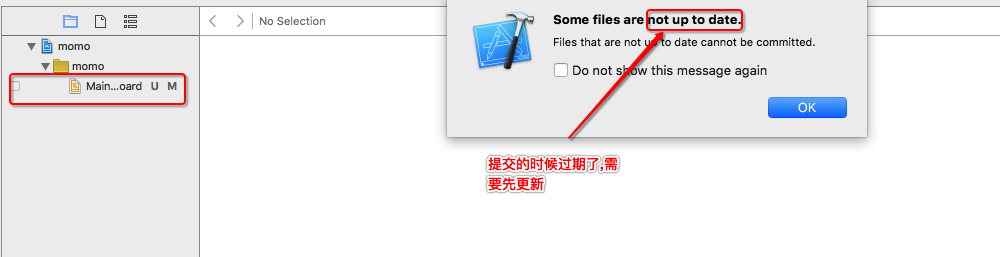 No Selection
momo
momo
Main...oard U M
Some files are not up to date.
Files that are not up to date cannot be committed.
Do not show this message again
OK
提交的时候过期了,需
要先更新